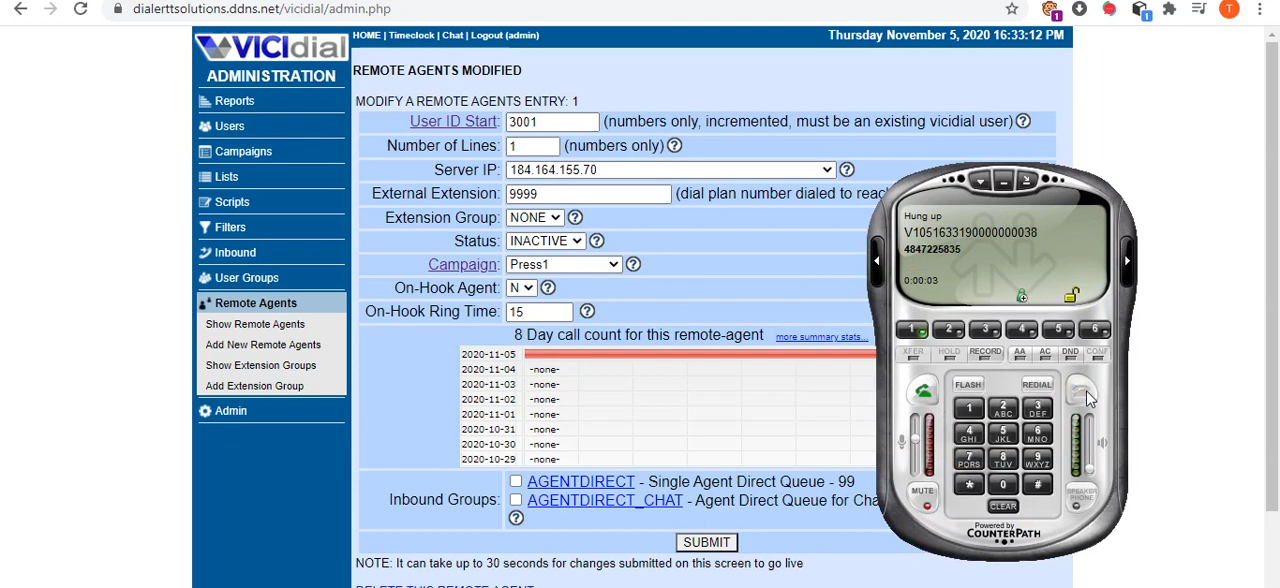 dialerttsolutions.ddns.net/vicidial/admin.php
1
1
T
VICIdial
ADMINISTRATION
Reports
Users
Campaigns
Lists
Scripts
Filters
Inbound
User Groups
Remote Agents
Show Remote Agents
Add New Remote Agents
Show Extension Groups
Add Extension Group
Admin
HOME | Timeclock | Chat | Logout (admin)
Thursday November 5, 2020 16:33:12 PM
REMOTE AGENTS MODIFIED
MODIFY A REMOTE AGENTS ENTRY: 1
User ID Start: 3001 (numbers only, incremented, must be an existing vicidial user) ?
Number of Lines: 1 (numbers only) ?
Server IP: 184.164.155.70 ?
External Extension: 9999 (dial plan number dialed to reac
Extension Group: NONE ?
Status: INACTIVE ?
Campaign: Press1 ?
On-Hook Agent: N ?
On-Hook Ring Time: 15 ?
8 Day call count for this remote-agent more summary stats...
2020-11-05
2020-11-04 -none-
2020-11-03 -none-
2020-11-02 -none-
2020-11-01 -none-
2020-10-31 -none-
2020-10-30 -none-
2020-10-29 -none-
Inbound Groups:
AGENTDIRECT - Single Agent Direct Queue - 99
AGENTDIRECT_CHAT - Agent Direct Queue for Cha
?
SUBMIT
NOTE: It can take up to 30 seconds for changes submitted on this screen to go live
DELETE THIS REMOTE AGENT
Hung up
V1051633190000000038
4847225835
0:00:03
1 2 3 4 5 6
XFER HOLD RECORD AA AC DND CONF
FLASH REDIAL
1 2 ABC 3 DEF
4 GHI 5 JKL 6 MNO
7 PQRS 8 TUV 9 WXYZ
* 0 #
MUTE
SPEAKER PHONE
CLEAR
Powered by
COUNTERPATH